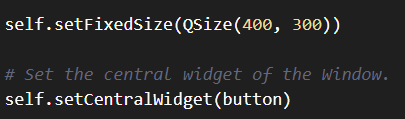 self.setFixedSize(QSize(400, 300))
# Set the central widget of the Window.
self.setCentralWidget(button)